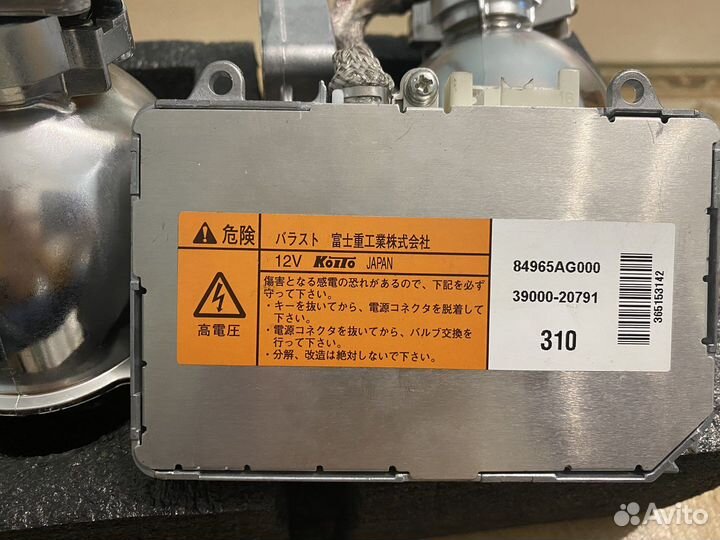 危険
バラスト 富士重工業株式会社
12V KOITO JAPAN
高電圧
傷害となる感電の恐れがあるので、下記を必ず
守って下さい。
・キーを抜いてから、電源コネクタを脱着して
下さい。
・電源コネクタを抜いてから、バルブ交換を
行って下さい。
・分解、改造は絶対しないで下さい。
84965AG000
39000-20791
310
365153142
Avito